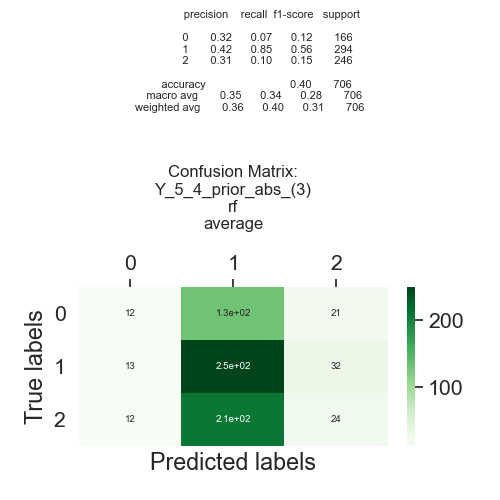 precision recall f1-score support
0 0.32 0.07 0.12 166
1 0.42 0.85 0.56 294
2 0.31 0.10 0.15 246
accuracy 0.40 706
macro avg 0.35 0.34 0.28 706
weighted avg 0.36 0.40 0.31 706
Confusion Matrix:
Y_5_4_prior_abs_(3)
rf
average
0 1 2
0 12 1.3e+02 21
1 13 2.5e+02 32
2 12 2.1e+02 24
True labels
Predicted labels
200
100